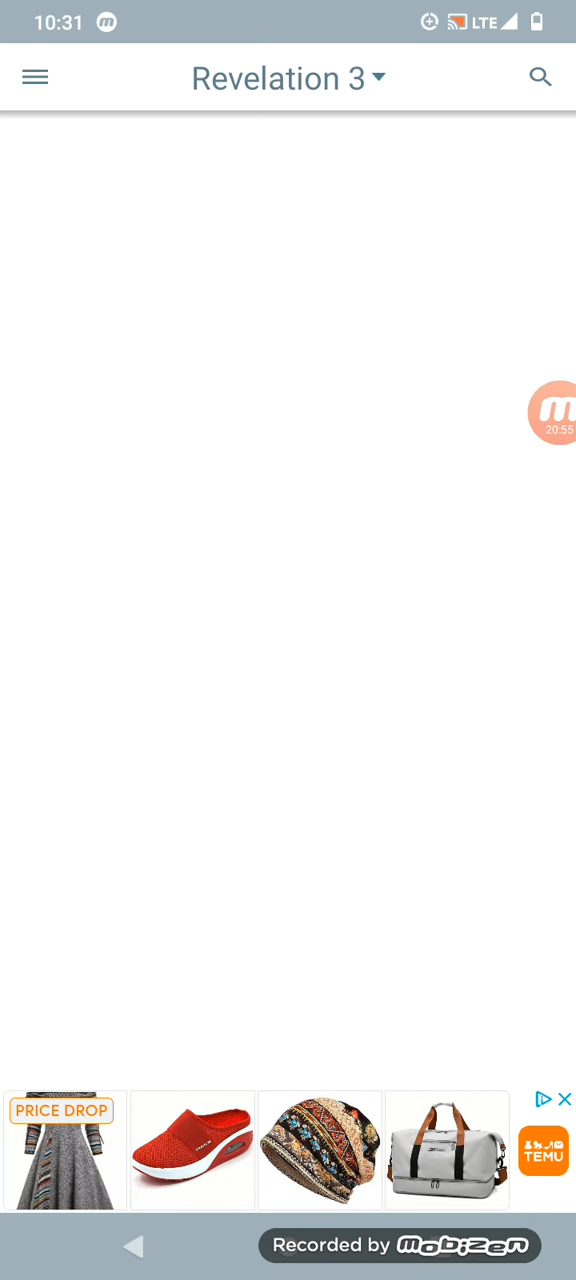 10:31
LTE
Revelation 3
20:55
PRICE DROP
TEMU
Recorded by mobizen